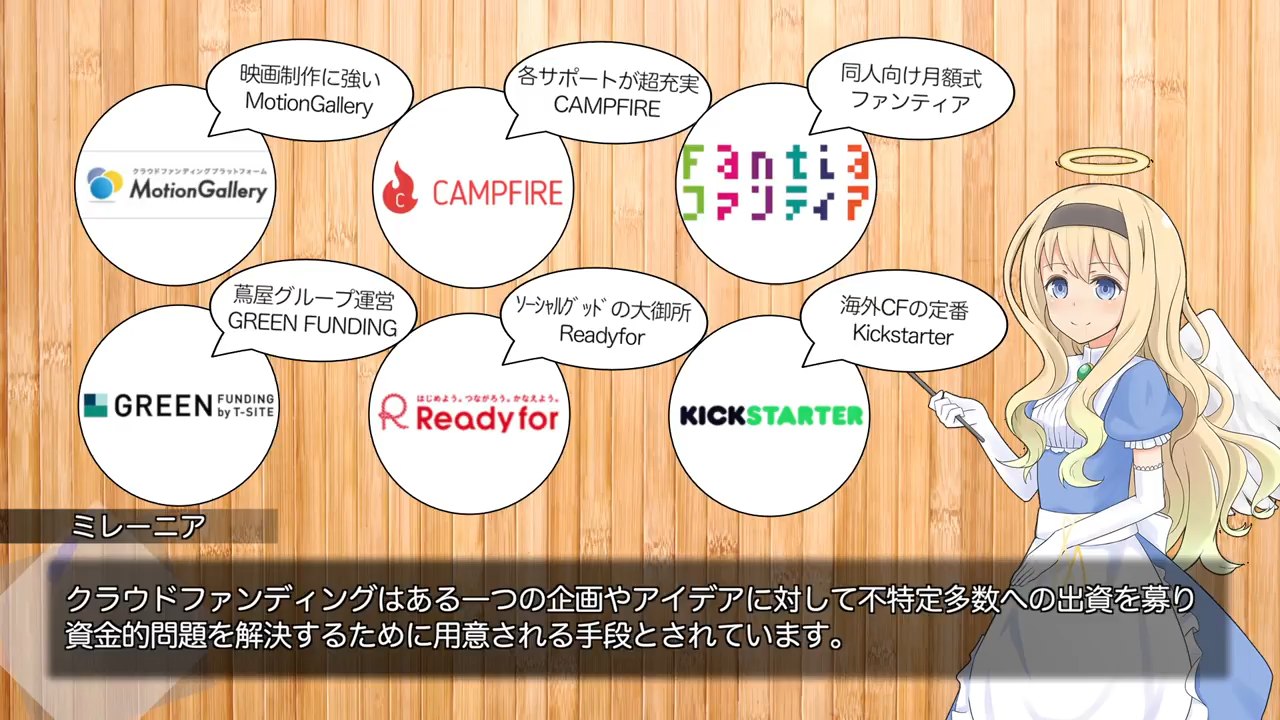 映画制作に強い
MotionGallery
クラウドファンディングプラットフォーム
MotionGallery
各サポートが超充実
CAMPFIRE
C
CAMPFIRE
同人向け月額式
ファンティア
Fantia
ファンティア
蔦屋グループ運営
GREEN FUNDING
GREEN FUNDING
by T-SITE
ｿｰｼｬﾙｸﾞｯﾄﾞの大御所
Readyfor
はじめよう。つながろう。かなえよう。
Readyfor
海外CFの定番
Kickstarter
KICKSTARTER
ミレーニア
クラウドファンディングはある一つの企画やアイデアに対して不特定多数への出資を募り
資金的問題を解決するために用意される手段とされています。